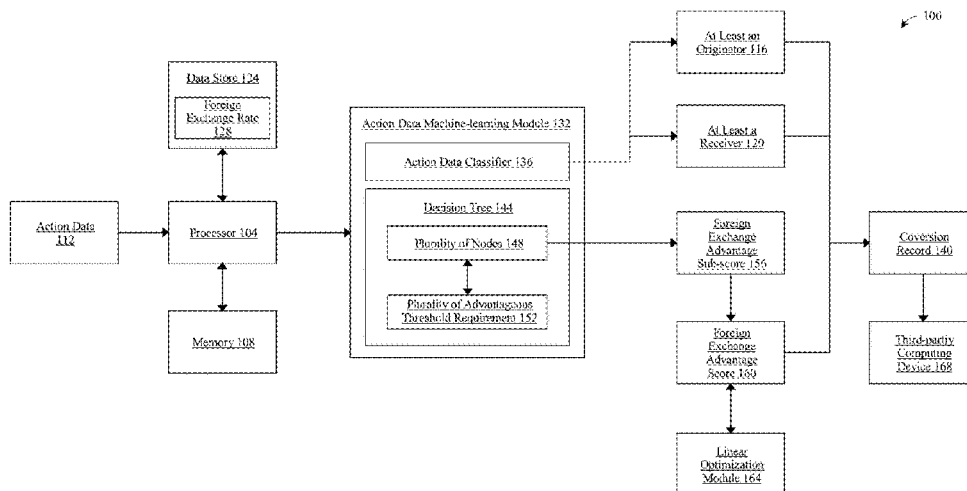 100
At Least an
Originator 116
Data Store 124
Foreign
Exchange Rate
128
Action Data Machine-learning Module 132
Action Data Classifier 136
At Least a
Receiver 120
Decision Tree 144
Action Data
112
Processor 104
Plurality of Nodes 148
Foreign
Exchange
Advantage
Sub-score 156
Coversion
Record 140
Plurality of Advantageous
Threshold Requirement 152
Memory 108
Foreign
Exchange
Advantage
Score 160
Third-partly
Computing
Device 168
Linear
Optimization
Module 164